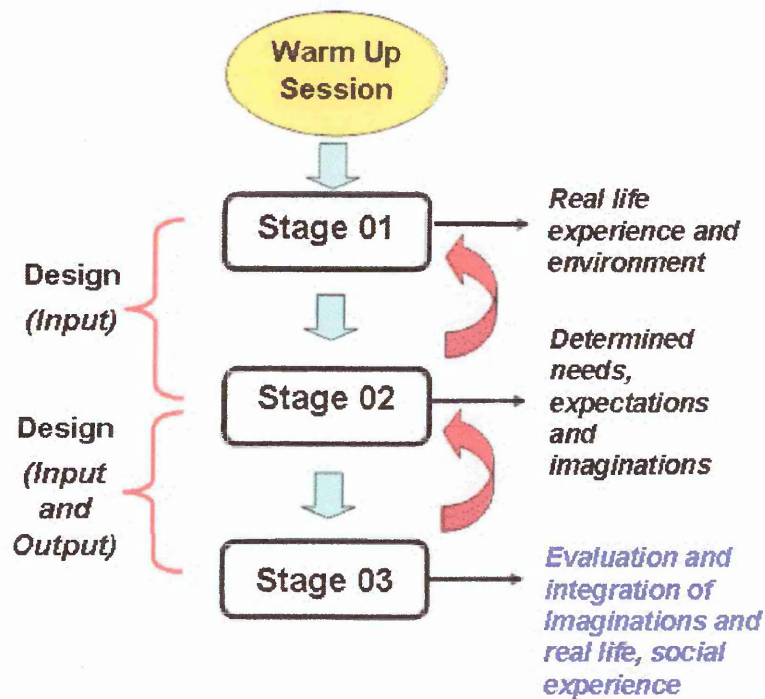 Warm Up
Session
Stage 01
Real life
experience and
environment
Design
(Input)
Stage 02
Determined
needs,
expectations
and
imaginations
Design
(Input
and
Output)
Stage 03
Evaluation and
integration of
Imaginations and
real life, social
experience